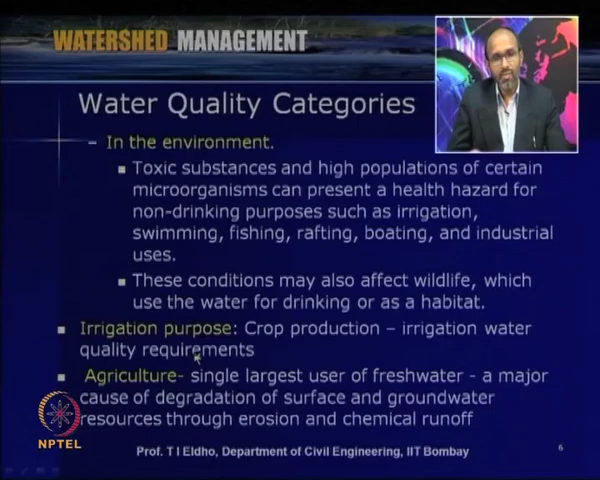 WATERSHED MANAGEMENT
Water Quality Categories
– In the environment.
Toxic substances and high populations of certain
microorganisms can present a health hazard for
non-drinking purposes such as irrigation,
swimming, fishing, rafting, boating, and industrial
uses.
These conditions may also affect wildlife, which
use the water for drinking or as a habitat.
Irrigation purpose: Crop production – irrigation water
quality requirements
Agriculture- single largest user of freshwater - a major
cause of degradation of surface and groundwater
resources through erosion and chemical runoff
NPTEL
Prof. T I Eldho, Department of Civil Engineering, IIT Bombay
6